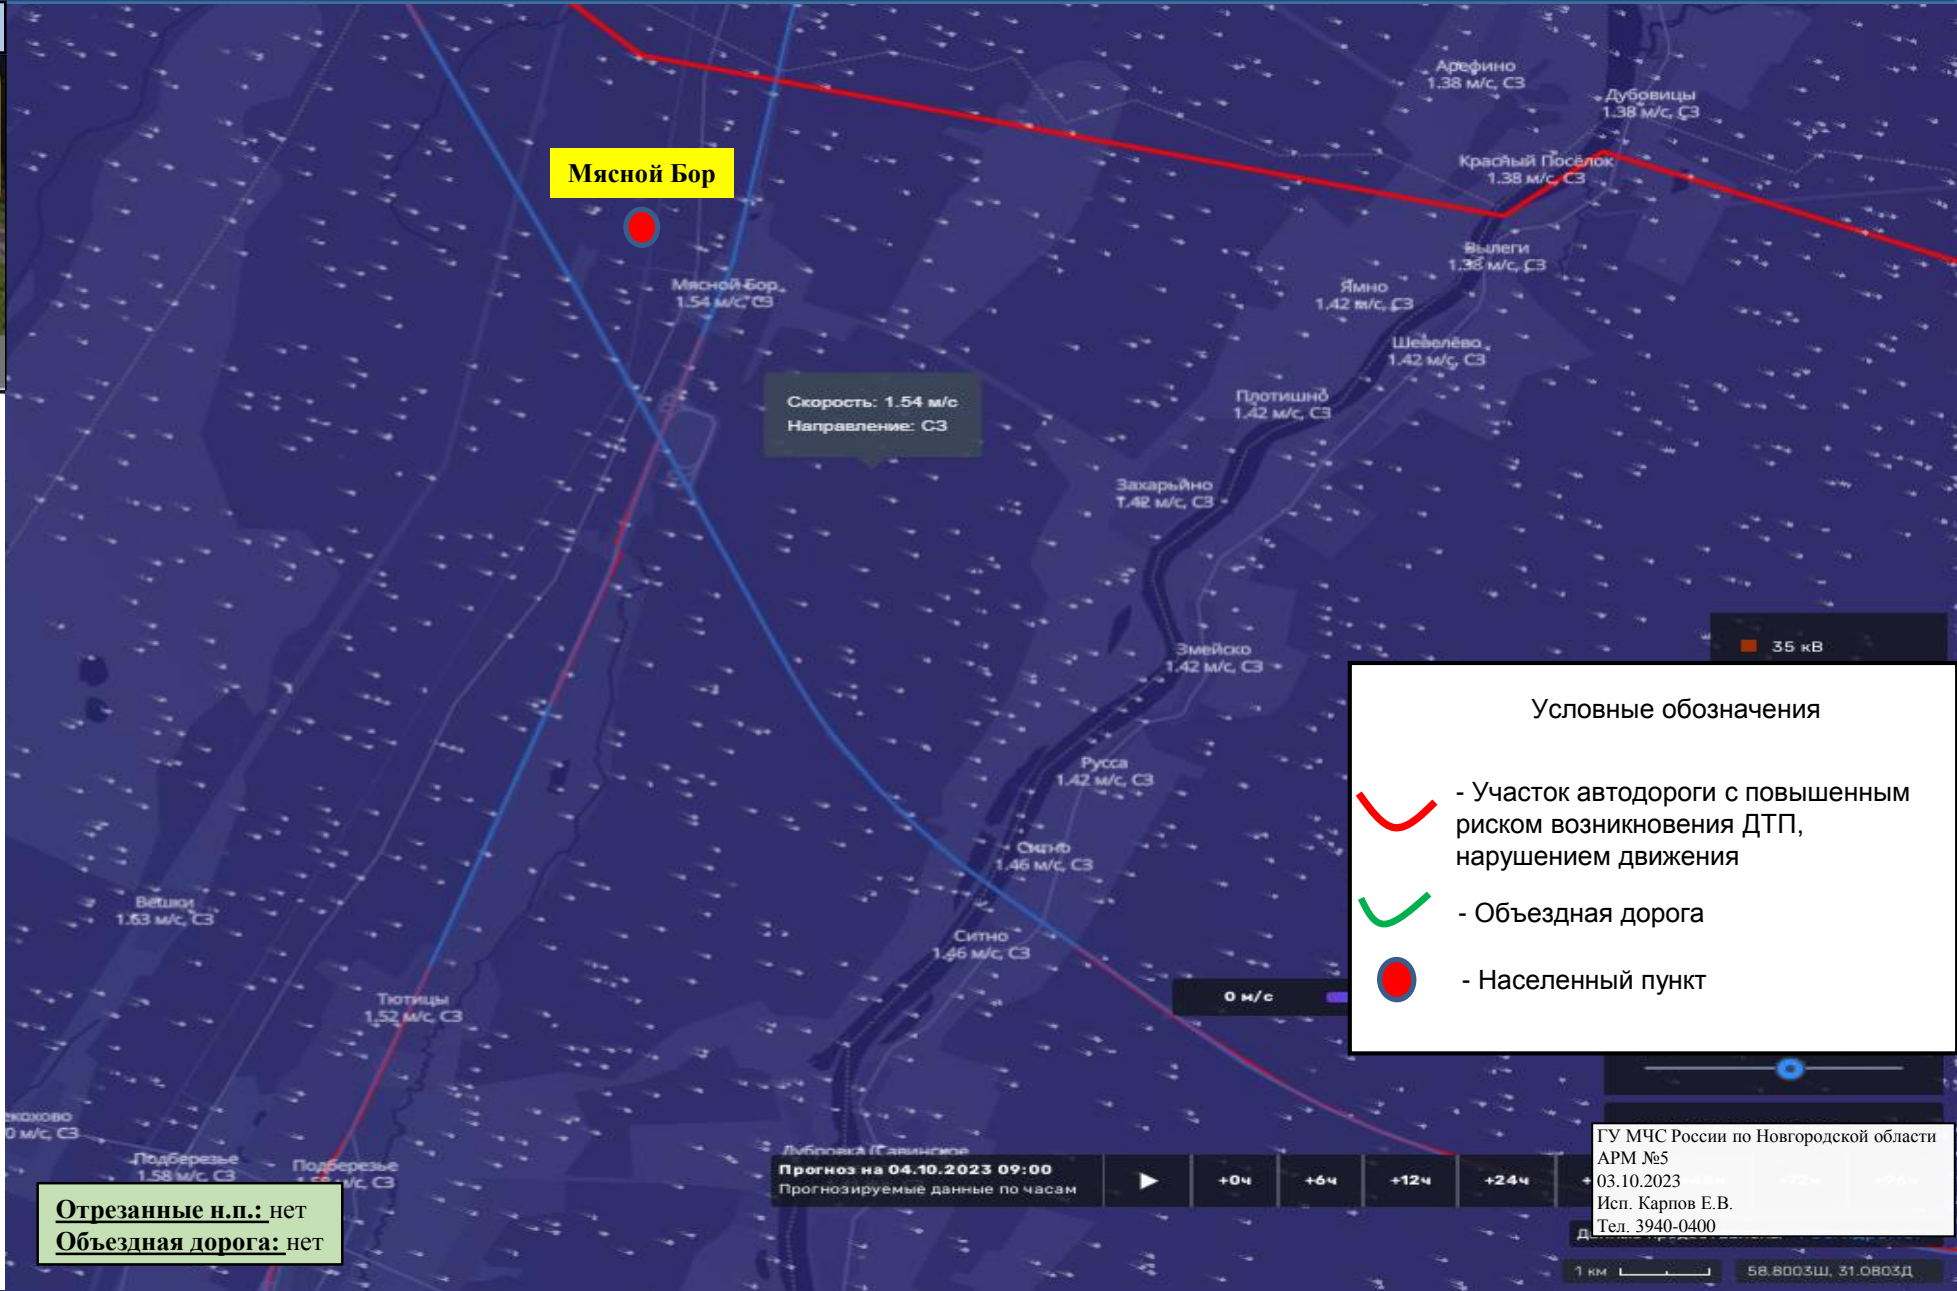 Арефино
1.38 м/с, СЗ
Дубовицы
1.38 м/с, СЗ
Мясной Бор
Красный Посёлок
1.38 м/с, СЗ
Вылеги
1.38 м/с, СЗ
Мясной Бор
1.54 м/с, СЗ
Ямно
1.42 м/с, СЗ
Шевелёво
1.42 м/с, СЗ
Скорость: 1.54 м/с
Направление: СЗ
Плотишно
1.42 м/с, СЗ
Захарьино
1.42 м/с, СЗ
35 кВ
Змейско
1.42 м/с, СЗ
Условные обозначения
- Участок автодороги с повышенным
риском возникновения ДТП,
нарушением движения
- Объездная дорога
- Населенный пункт
Русса
1.42 м/с, СЗ
Ситно
1.46 м/с, СЗ
Вешки
1.63 м/с, СЗ
Ситно
1.46 м/с, СЗ
0 м/с
Тютицы
1.52 м/с, СЗ
ехохово
0 м/с, СЗ
Подберезье
1.58 м/с, СЗ
Подберезье
м/с, СЗ
Дубровка (Савинское
Прогноз на 04.10.2023 09:00
Прогнозируемые данные по часам
+0ч
+6ч
+12ч
+24ч
ГУ МЧС России по Новгородской области
АРМ №5
03.10.2023
Исп. Карпов Е.В.
Тел. 3940-0400
Отрезанные н.п.: нет
Объездная дорога: нет
1 км
58.8003Ш, 31.0803Д